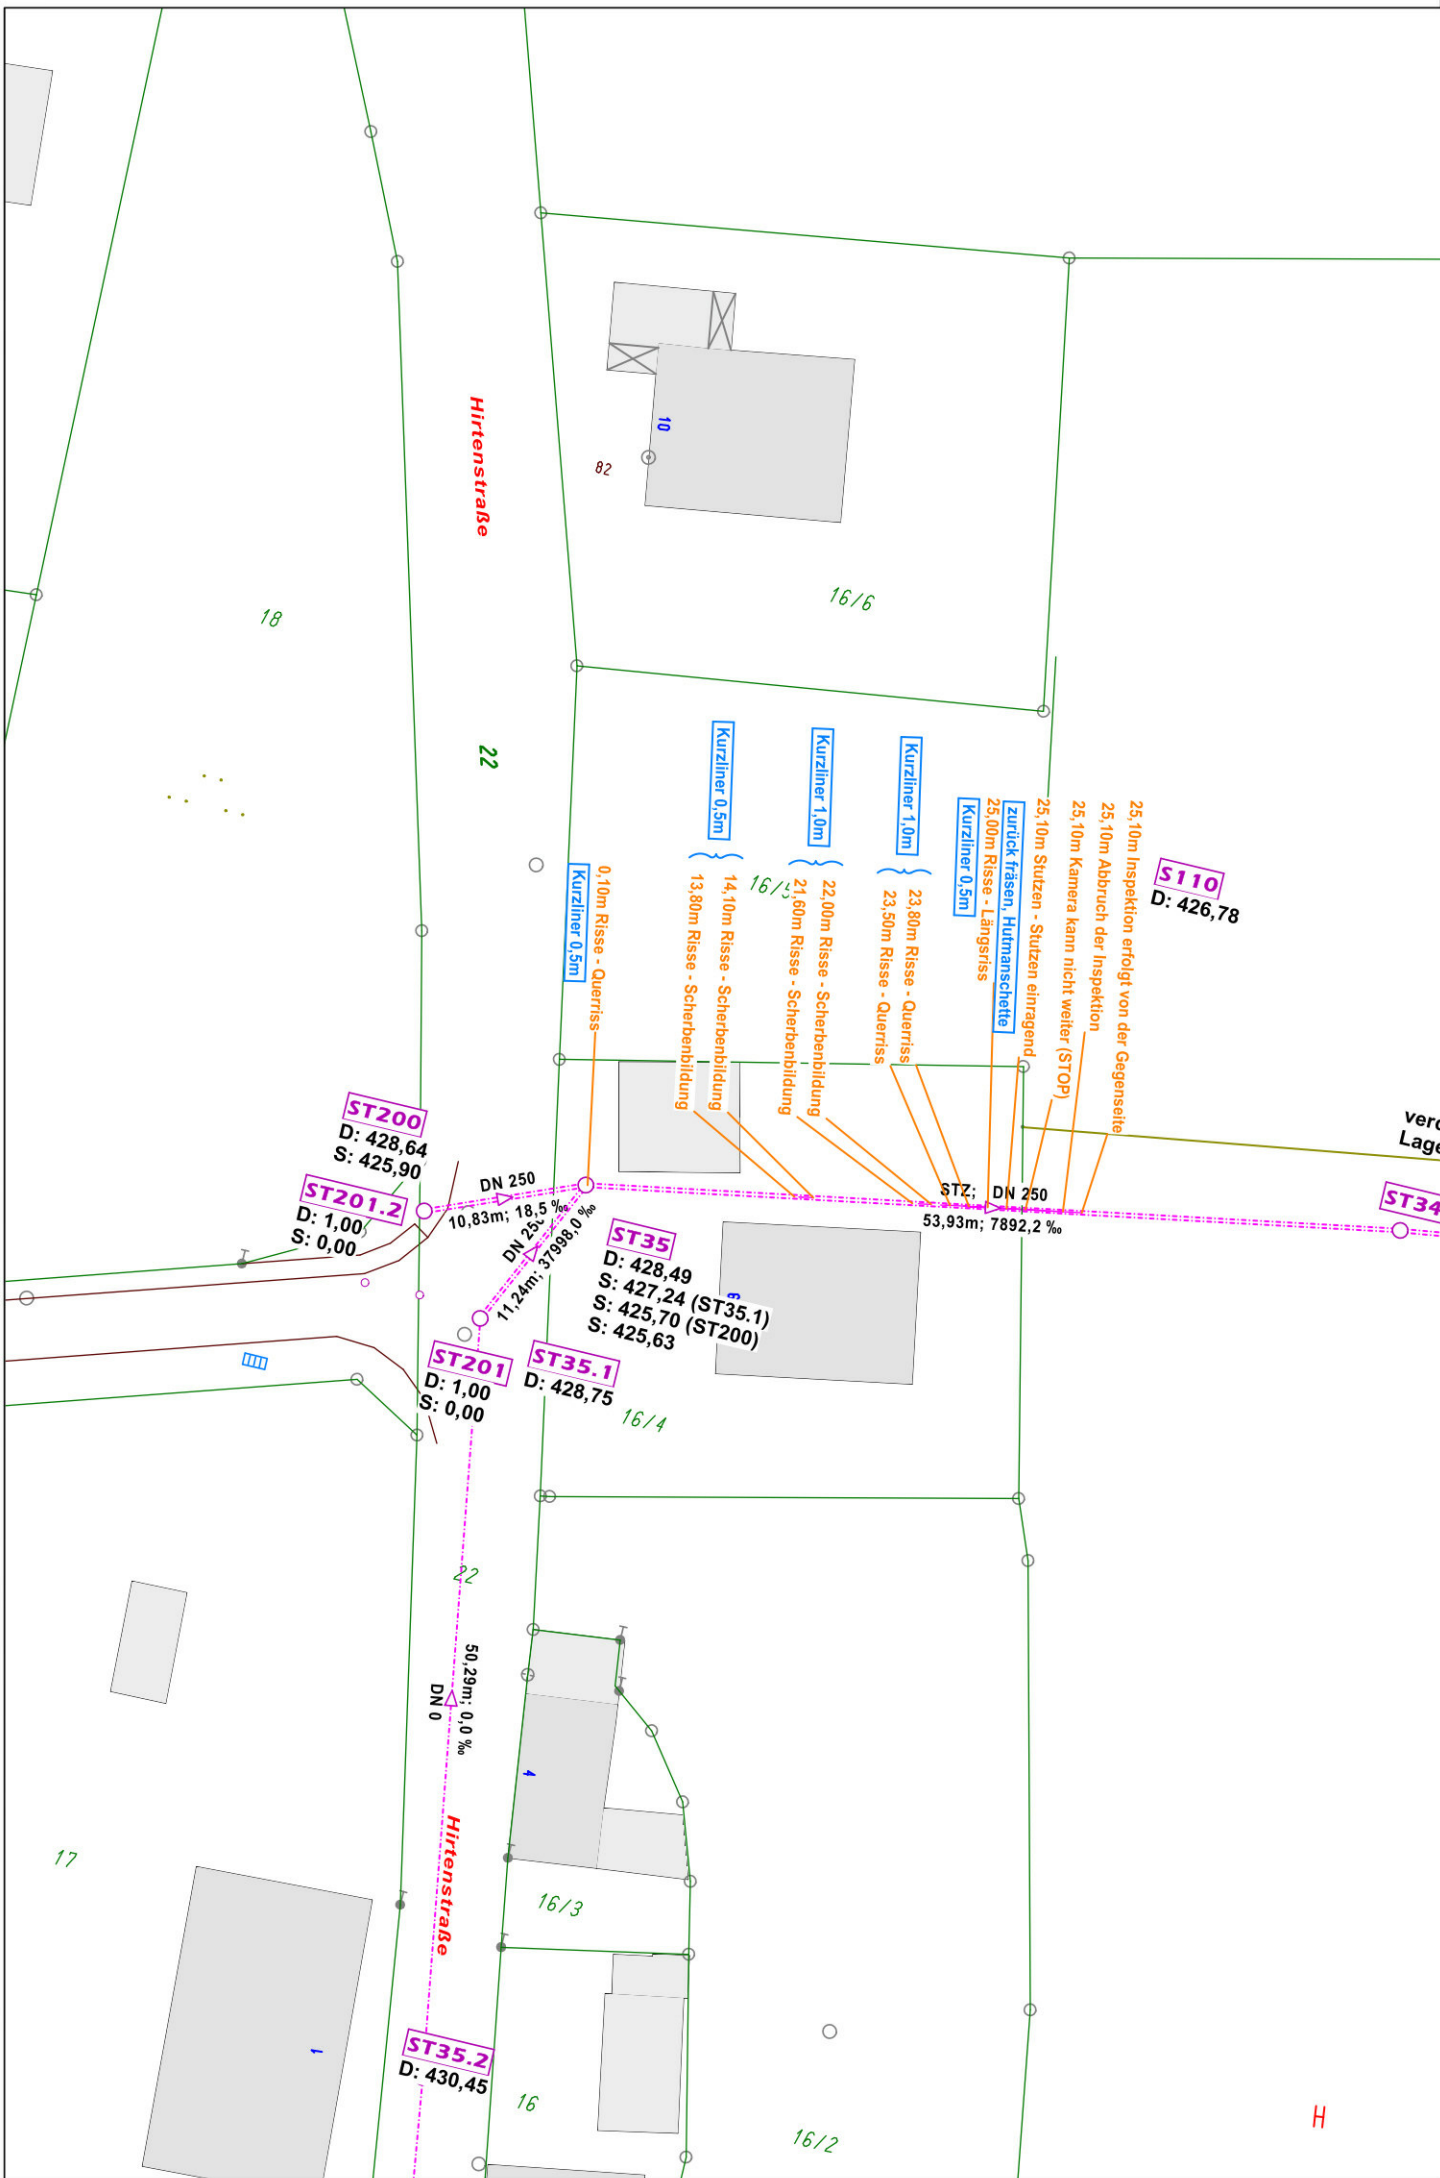 Hirtenstraße
10
82
16/6
18
22
Kurzliner 0,5m
Kurzliner 1,0m
Kurzliner 1,0m
Kurzliner 0,5m
25,00m Risse - Längsriss
zurück fräsen, Hutmanschette
25,10m Stutzen - Stutzen einragend
25,10m Kamera kann nicht weiter (STOP)
25,10m Abbruch der Inspektion
25,10m Inspektion erfolgt von der Gegenseite
S110
D: 426,78
Kurzliner 0,5m
0,10m Risse - Querriss
13,80m Risse - Scherbenbildung
14,10m Risse - Scherbenbildung
16/5
21,60m Risse - Scherbenbildung
22,00m Risse - Scherbenbildung
23,50m Risse - Querriss
23,80m Risse - Querriss
ST200
D: 428,64
S: 425,90
ST201.2
D: 1,00
S: 0,00
DN 250
10,83m; 18,5 ‰
DN 250
11,24m; 37998,0 ‰
STZ; DN 250
53,93m; 7892,2 ‰
ST34
ST35
D: 428,49
S: 427,24 (ST35.1)
S: 425,70 (ST200)
S: 425,63
ST201
D: 1,00
S: 0,00
ST35.1
D: 428,75
16/4
22
50,29m; 0,0 ‰
DN 0
4
17
Hirtenstraße
16/3
1
ST35.2
D: 430,45
16
16/2
H